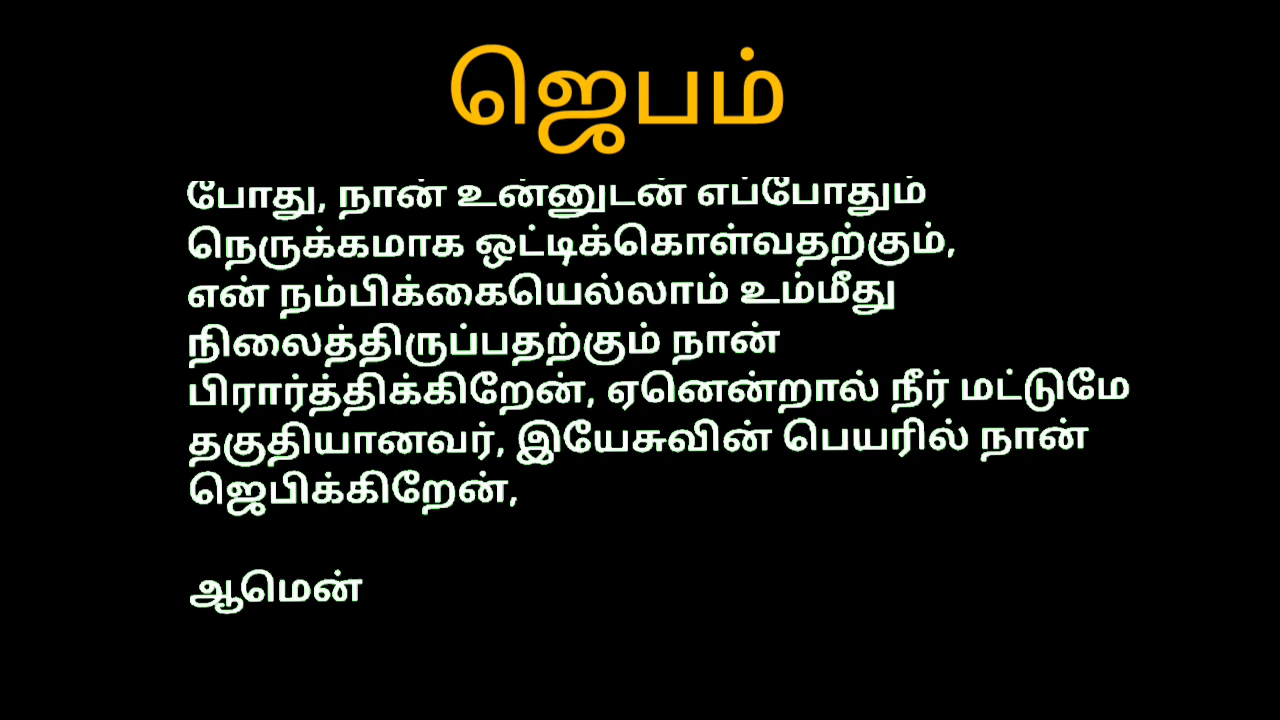 ஜெபம்
போது, நான் உன்னுடன் எப்போதும்
நெருக்கமாக ஒட்டிக்கொள்வதற்கும்,
என் நம்பிக்கையெல்லாம் உம்மீது
நிலைத்திருப்பதற்கும் நான்
பிரார்த்திக்கிறேன், ஏனென்றால் நீர் மட்டுமே
தகுதியானவர், இயேசுவின் பெயரில் நான்
ஜெபிக்கிறேன்,
ஆமென்